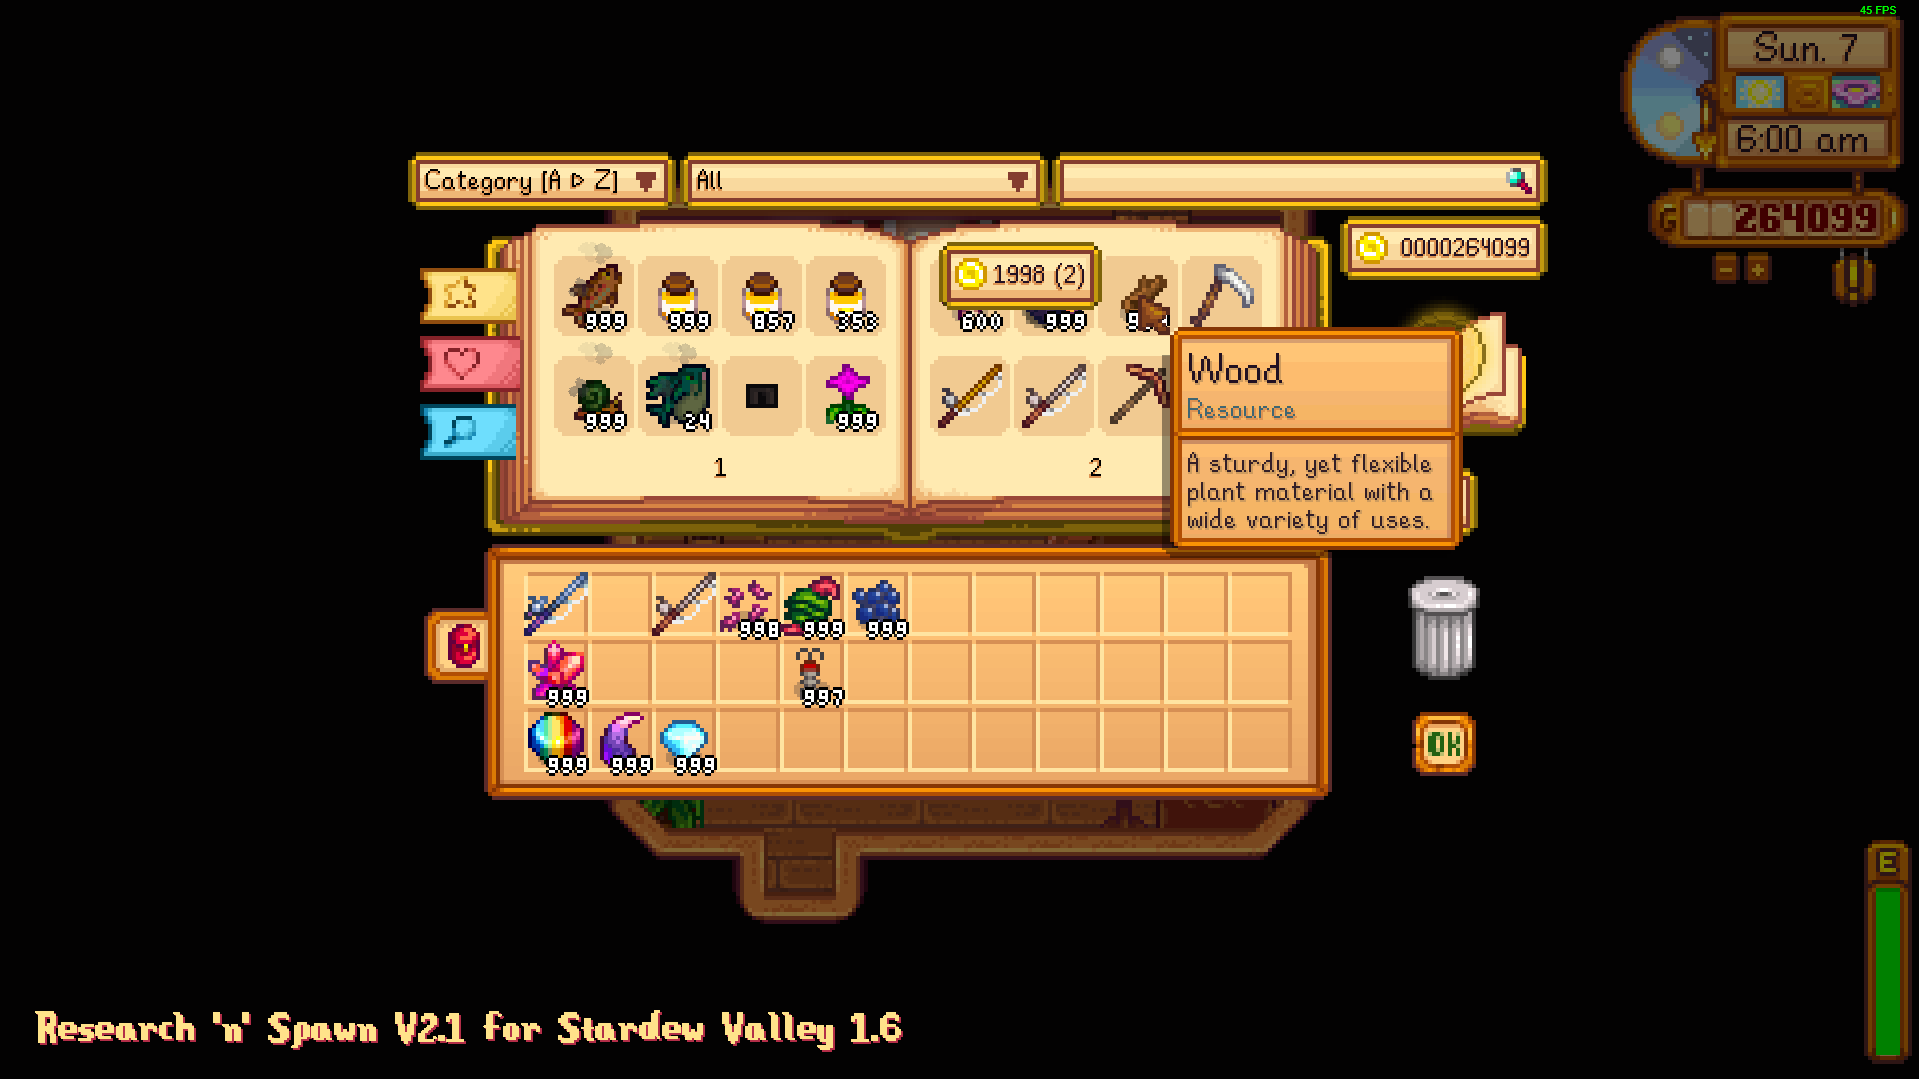 45 FPS
Sun. 7
6:00 am
G 264099
Category [A ▷ Z]
All
0000264099
1998 (2)
999
999
857
358
600
999
999
24
999
1
2
Wood
Resource
A sturdy, yet flexible
plant material with a
wide variety of uses.
998
999
999
999
997
999
999
999
OK
E
Research 'n' Spawn V2.1 for Stardew Valley 1.6